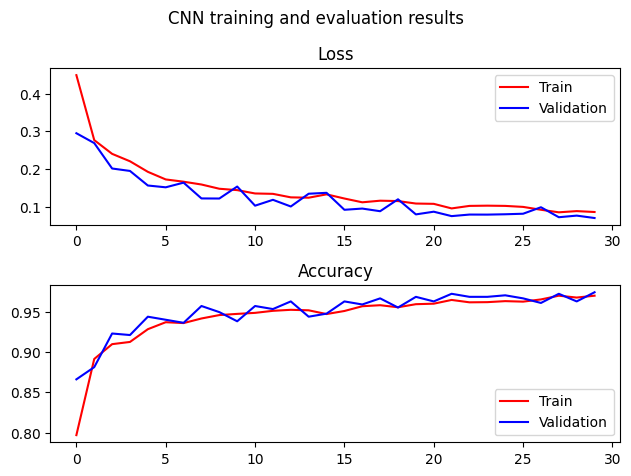 CNN training and evaluation results
Loss
0.4
0.3
0.2
0.1
Train
Validation
0 5 10 15 20 25 30
Accuracy
0.95
0.90
0.85
0.80
Train
Validation
0 5 10 15 20 25 30